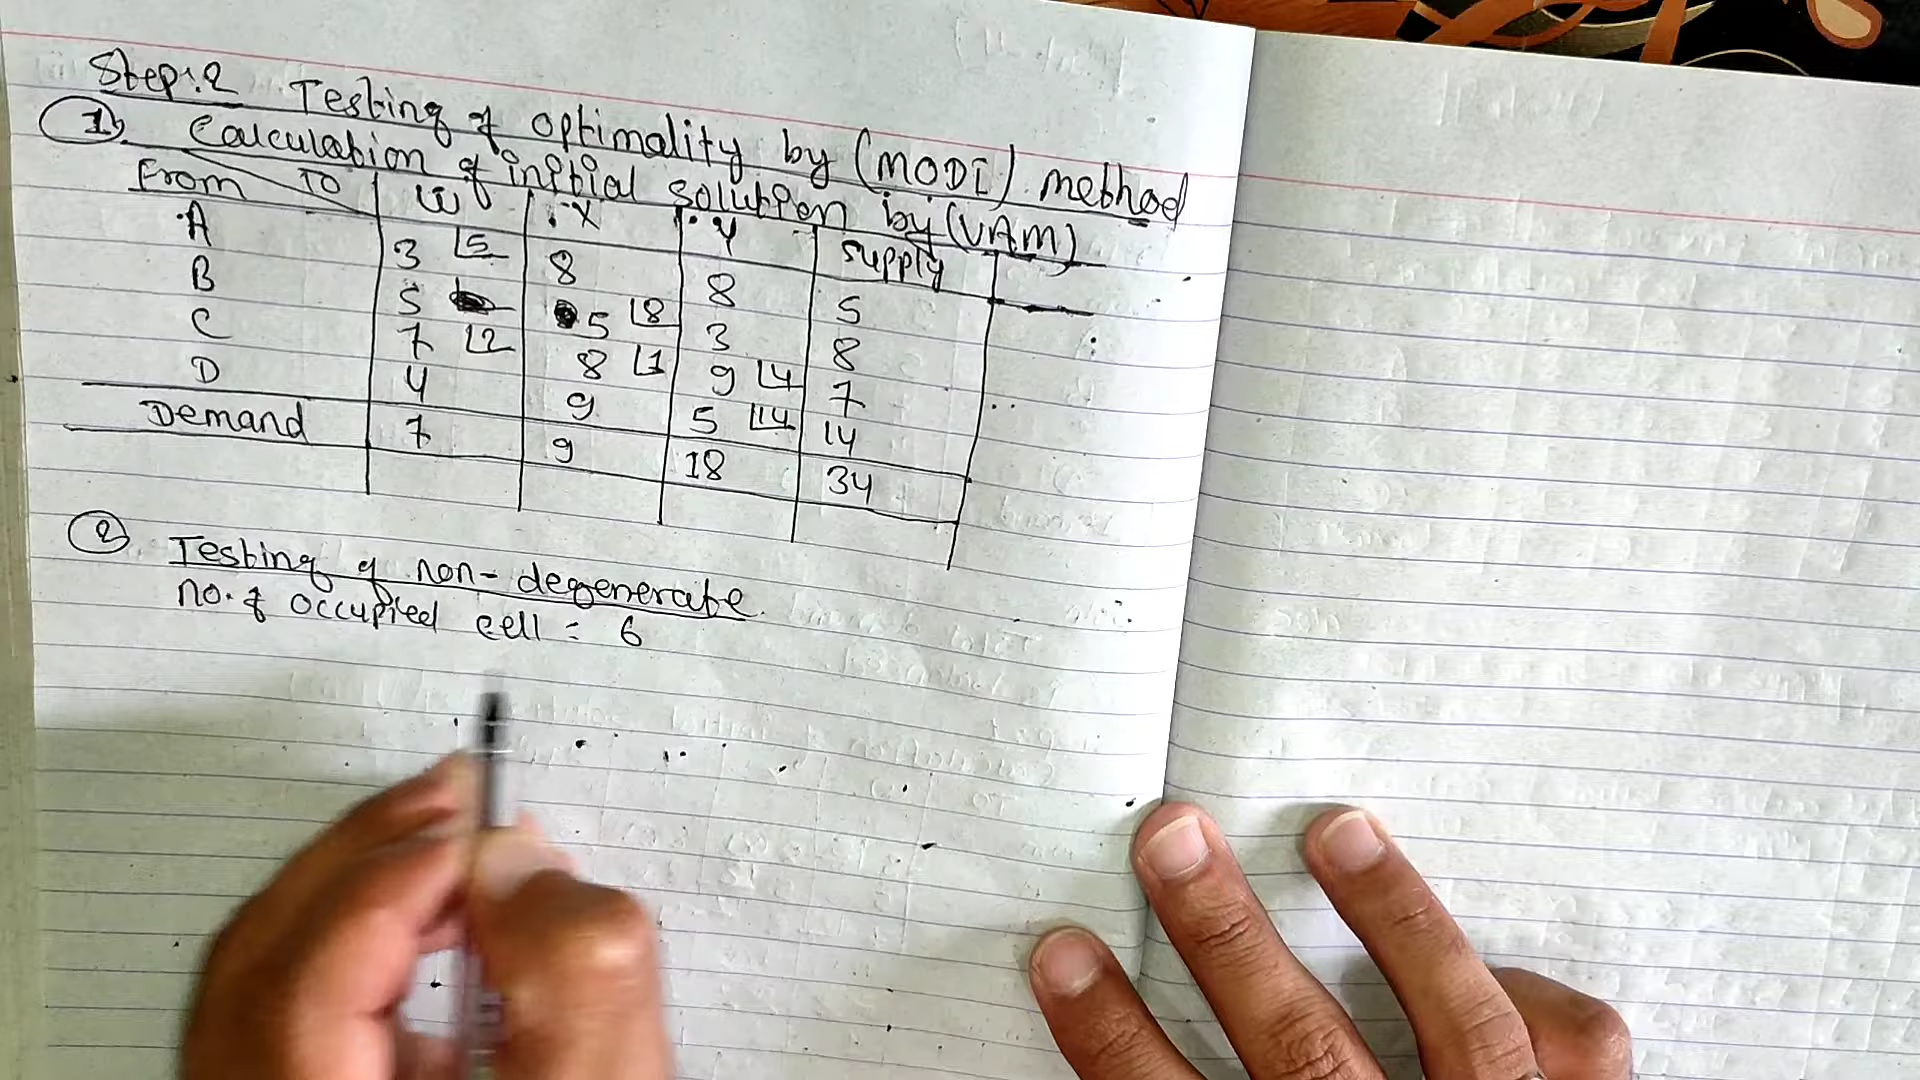 Step:2 Testing of optimality by (MODI) method
1) Calculation of initial solution by (VAM)
From TO W X Y supply
A 3 5 8 8 5
B 5 5 8 3 8
C 7 2 8 1 9 4 7
D 4 9 5 14 14
Demand 7 9 18 34
2 Testing of non-degenerate
no. of occupied cell = 6